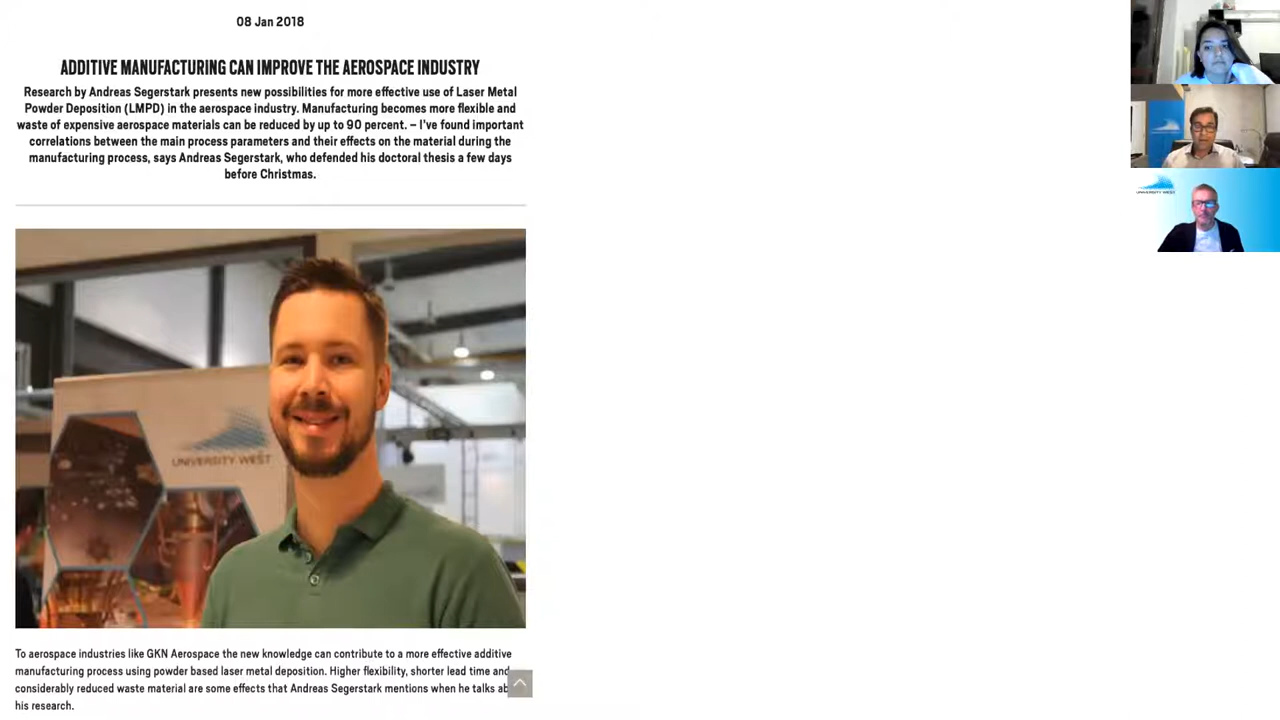 08 Jan 2018
ADDITIVE MANUFACTURING CAN IMPROVE THE AEROSPACE INDUSTRY
Research by Andreas Segerstark presents new possibilities for more effective use of Laser Metal
Powder Deposition (LMPD) in the aerospace industry. Manufacturing becomes more flexible and
waste of expensive aerospace materials can be reduced by up to 90 percent. – I've found important
correlations between the main process parameters and their effects on the material during the
manufacturing process, says Andreas Segerstark, who defended his doctoral thesis a few days
before Christmas.
UNIVERSITY WEST
UNIVERSITY WEST
To aerospace industries like GKN Aerospace the new knowledge can contribute to a more effective additive
manufacturing process using powder based laser metal deposition. Higher flexibility, shorter lead time and
considerably reduced waste material are some effects that Andreas Segerstark mentions when he talks
his research.